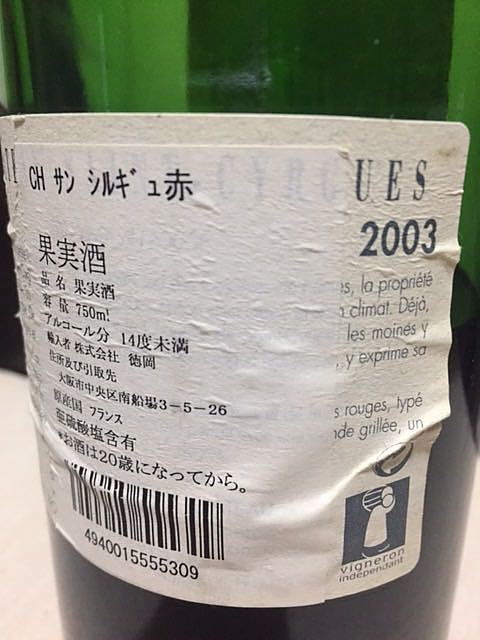 CH サン シルギュ赤
CYRGUES
2003
果実酒
品 名 果実酒
容 量 750ml
アルコール分 14度未満
輸入者 株式会社 徳岡
住所及び引取先
大阪市中央区南船場3-5-26
原産国 フランス
亜硫酸塩含有
*お酒は20歳になってから。
4940015555309
, la propriété
climat. Déjà,
les moines y
, y exprime sa
rouges, typé
grillée, un
vigneron
indépendant